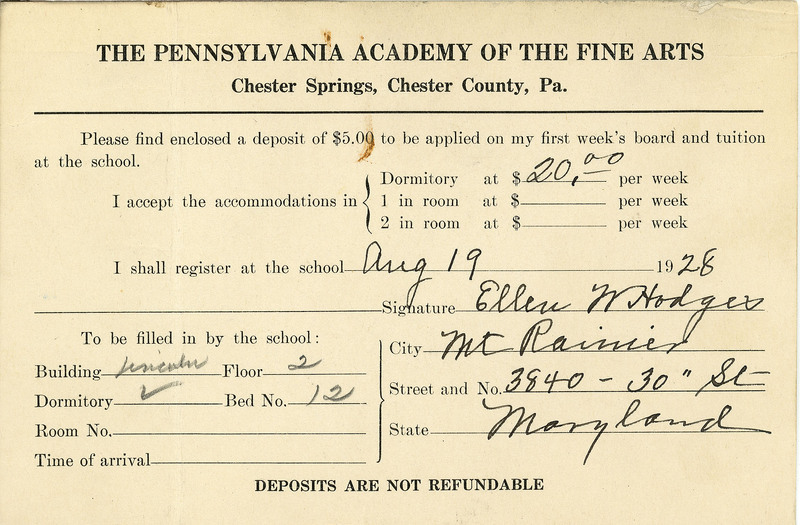 THE PENNSYLVANIA ACADEMY OF THE FINE ARTS
Chester Springs, Chester County, Pa.
Please find enclosed a deposit of $5.00 to be applied on my first week's board and tuition
at the school.
I accept the accommodations in
Dormitory at $ 20.00 per week
1 in room at $ per week
2 in room at $ per week
I shall register at the school Aug 19 1928
Signature Ellen W Hodges
To be filled in by the school:
Building Lincoln Floor 2
Dormitory ✓ Bed No. 12
Room No.
Time of arrival
City Mt Rainier
Street and No. 3840 - 30" St
State Maryland
DEPOSITS ARE NOT REFUNDABLE